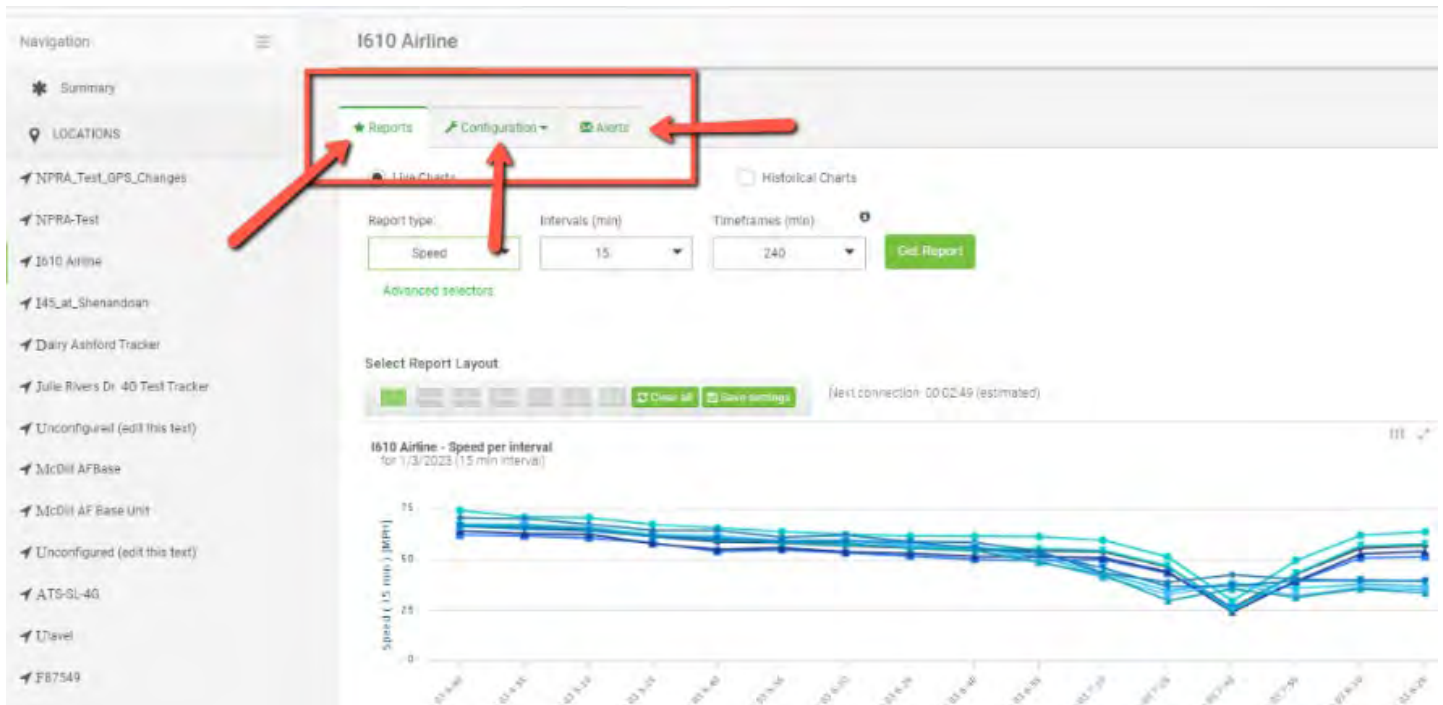 Navigation
I610 Airline
Summary
LOCATIONS
Reports Configuration Alerts
NPRA_Test_GPS_Changes
Live Charts Historical Charts
NPRA-Test
Report type: Intervals (min) Timeframes (min)
Speed 15 240 Get Report
I610 Airline
Advanced selectors
I45_at_Shenandoah
Dairy Ashford Tracker
Select Report Layout
Julie Rivers Dr. 4G Test Tracker
Clear all Save settings Next connection: 00:02:49 (estimated)
Unconfigured (edit this text)
I610 Airline - Speed per interval
for 1/3/2023 (15 min interval)
McDill AFBase
McDill AF Base Unit
Unconfigured (edit this text)
ATS-SL-4G
F87549
Speed ( 15 min ) [MPH]
75
50
25
0